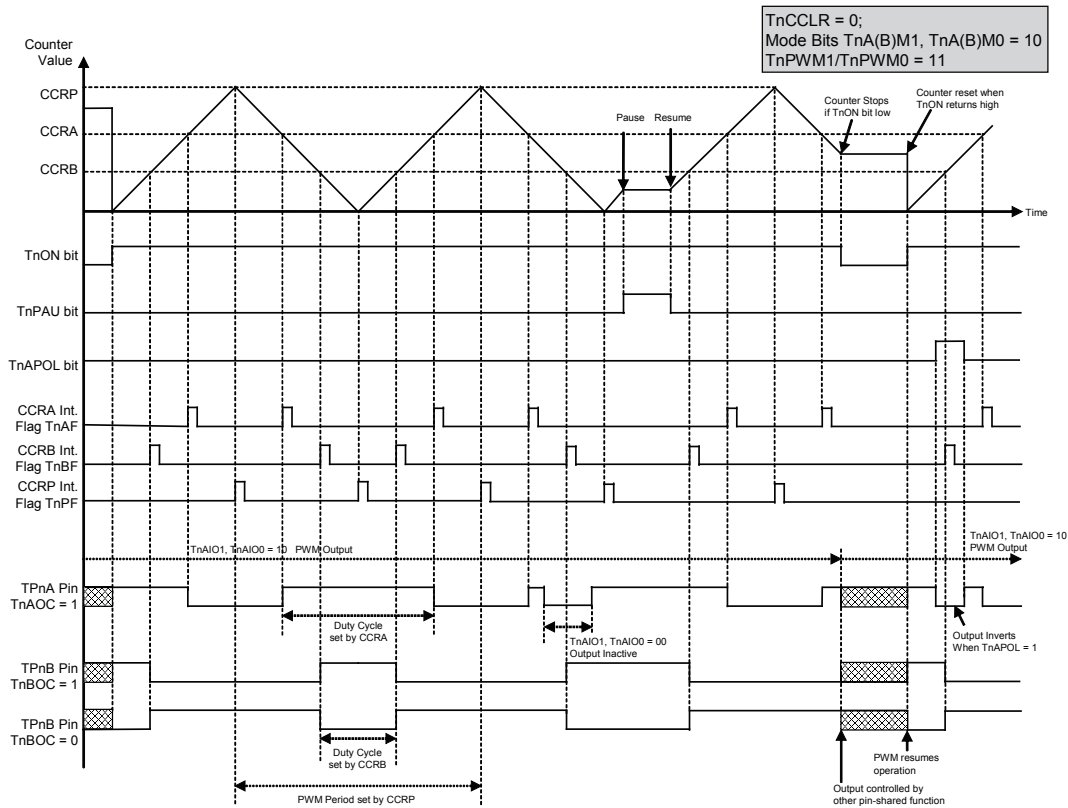 TnCCLR = 0;
Mode Bits TnA(B)M1, TnA(B)M0 = 10
TnPWM1/TnPWM0 = 11
Counter
Value
CCRP
CCRA
CCRB
Pause Resume
Counter Stops
if TnON bit low
Counter reset when
TnON returns high
Time
TnON bit
TnPAU bit
TnAPOL bit
CCRA Int.
Flag TnAF
CCRB Int.
Flag TnBF
CCRP Int.
Flag TnPF
TnAIO1, TnAIO0 = 10 PWM Output
TnAIO1, TnAIO0 = 10
PWM Output
TPnA Pin
TnAOC = 1
Duty Cycle
set by CCRA
TnAIO1, TnAIO0 = 00
Output Inactive
Output Inverts
When TnAPOL = 1
TPnB Pin
TnBOC = 1
TPnB Pin
TnBOC = 0
Duty Cycle
set by CCRB
PWM resumes
operation
PWM Period set by CCRP
Output controlled by
other pin-shared function